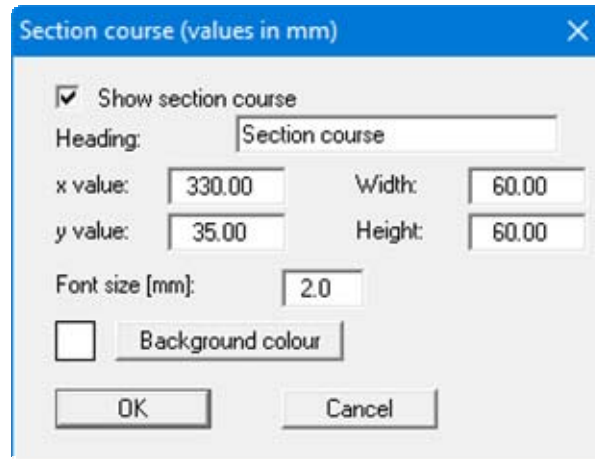 Section course (values in mm)
Show section course
Heading: Section course
x value: 330.00 Width: 60.00
y value: 35.00 Height: 60.00
Font size [mm]: 2.0
Background colour
OK Cancel